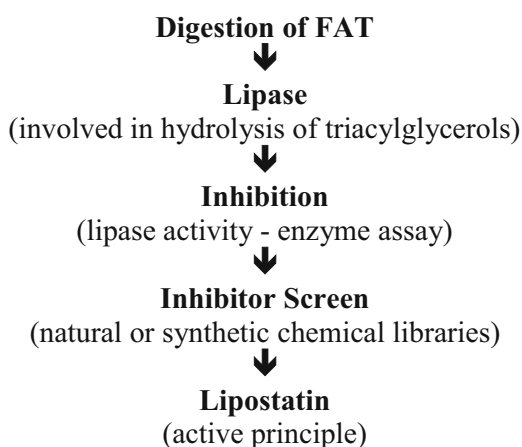 Digestion of FAT
Lipase
(involved in hydrolysis of triacylglycerols)
Inhibition
(lipase activity - enzyme assay)
Inhibitor Screen
(natural or synthetic chemical libraries)
Lipostatin
(active principle)